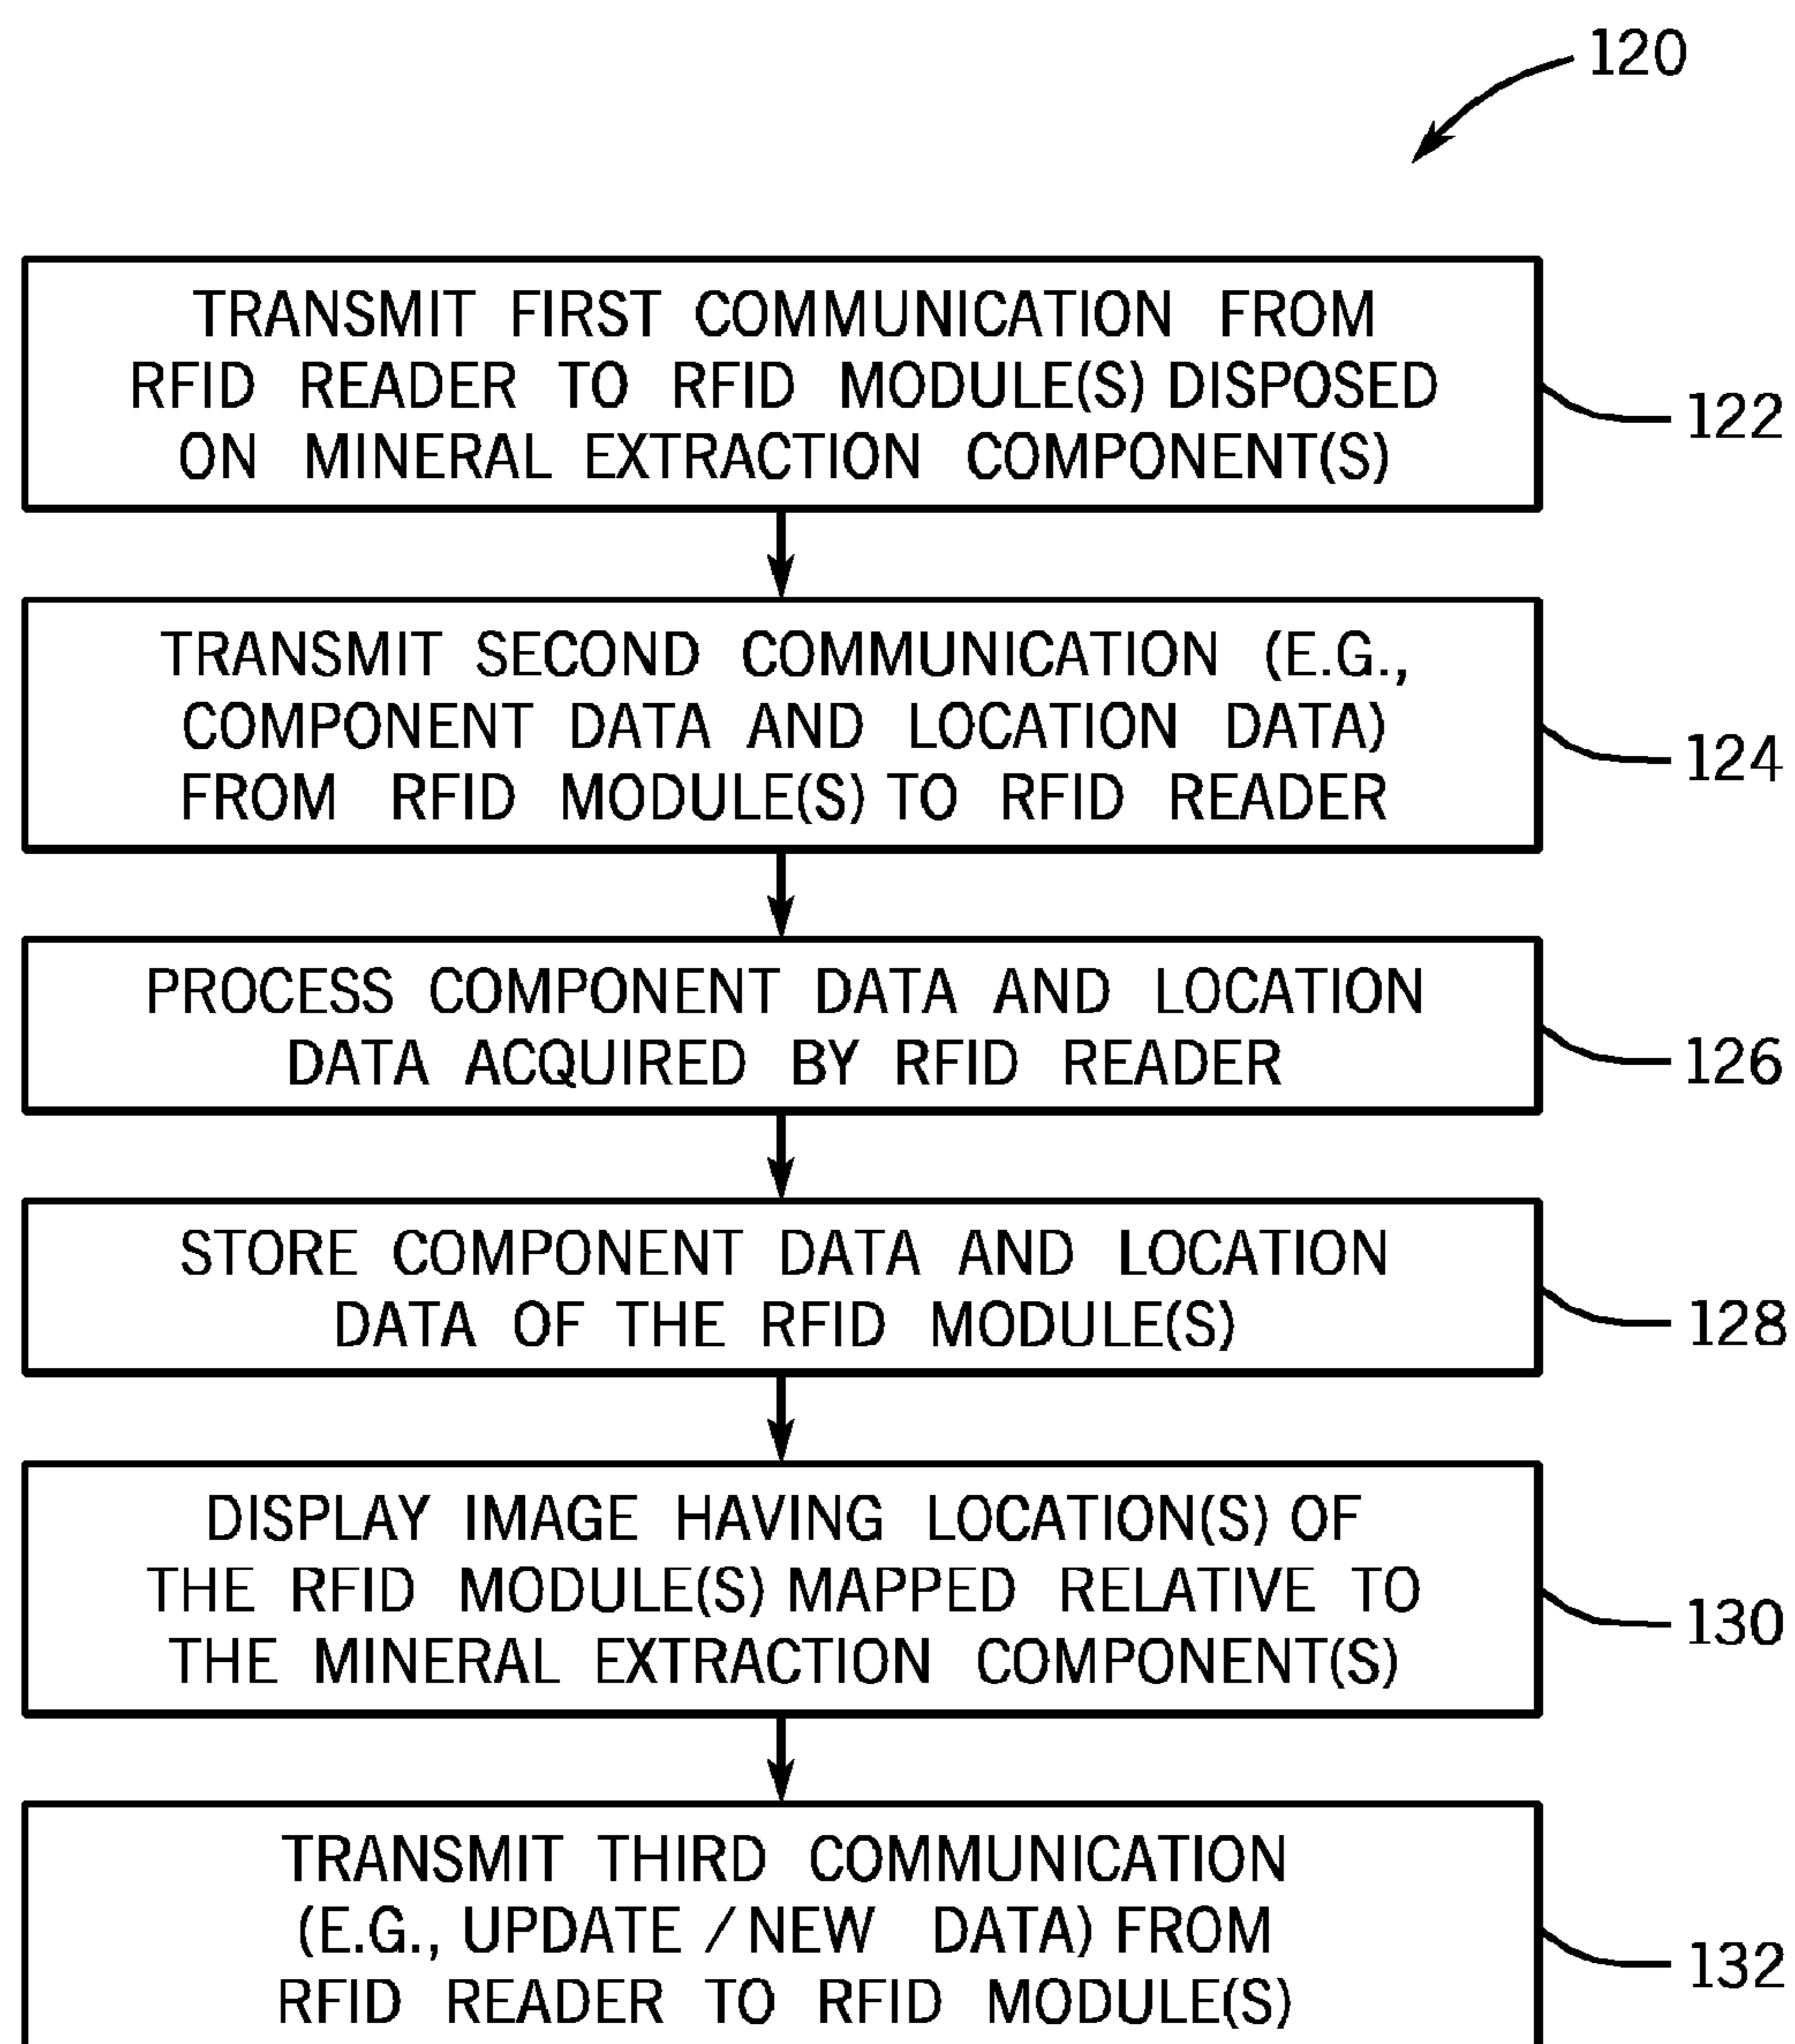 120
TRANSMIT FIRST COMMUNICATION FROM
RFID READER TO RFID MODULE(S) DISPOSED
ON MINERAL EXTRACTION COMPONENT(S)
122
TRANSMIT SECOND COMMUNICATION (E.G.,
COMPONENT DATA AND LOCATION DATA)
FROM RFID MODULE(S) TO RFID READER
124
PROCESS COMPONENT DATA AND LOCATION
DATA ACQUIRED BY RFID READER
126
STORE COMPONENT DATA AND LOCATION
DATA OF THE RFID MODULE(S)
128
DISPLAY IMAGE HAVING LOCATION(S) OF
THE RFID MODULE(S) MAPPED RELATIVE TO
THE MINERAL EXTRACTION COMPONENT(S)
130
TRANSMIT THIRD COMMUNICATION
(E.G., UPDATE / NEW DATA) FROM
RFID READER TO RFID MODULE(S)
132